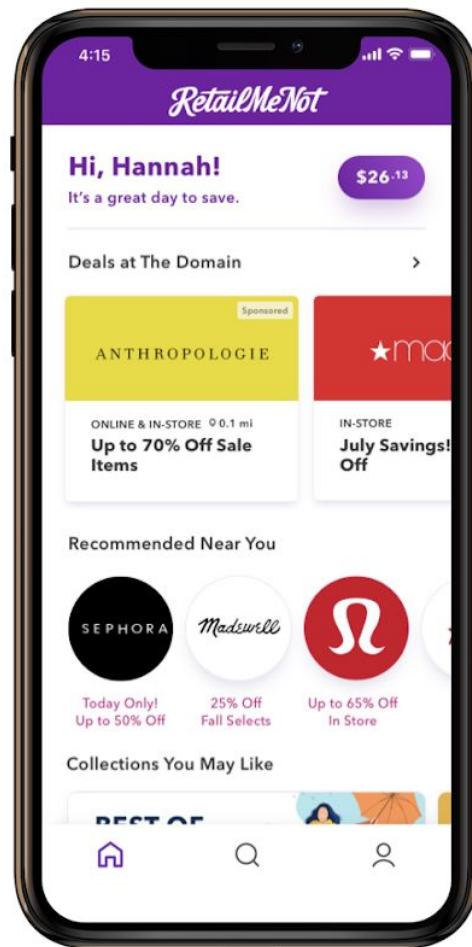 4:15
RetailMeNot
Hi, Hannah!
$26.13
It's a great day to save.
Deals at The Domain
Sponsored
ANTHROPOLOGIE
★mac
ONLINE & IN-STORE 0.1 mi
Up to 70% Off Sale
Items
IN-STORE
July Savings!
Off
Recommended Near You
SEPHORA
Madewell
Today Only!
Up to 50% Off
25% Off
Fall Selects
Up to 65% Off
In Store
Collections You May Like
BEST OF